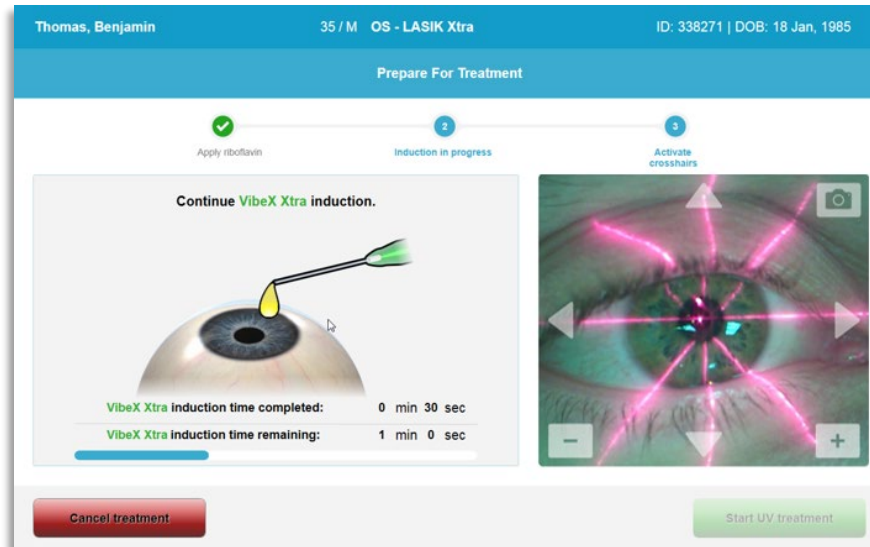 Thomas, Benjamin 35 / M OS - LASIK Xtra ID: 338271 | DOB: 18 Jan, 1985
Prepare For Treatment
2 3
Apply riboflavin Induction in progress Activate
crosshairs
Continue VibeX Xtra induction.
VibeX Xtra induction time completed: 0 min 30 sec
VibeX Xtra induction time remaining: 1 min 0 sec
Cancel treatment Start UV treatment